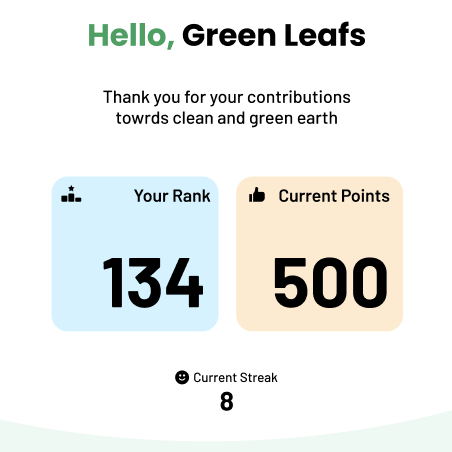 Hello, Green Leafs
Thank you for your contributions
towrds clean and green earth
Your Rank
134
Current Points
500
Current Streak
8